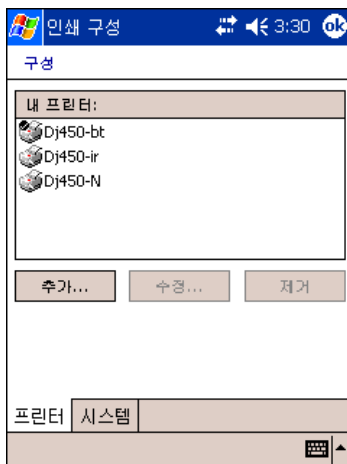 인쇄 구성 3:30 ok
구성
내 프린터:
Dj450-bt
Dj450-ir
Dj450-N
추가... 수정... 제거
프린터 시스템